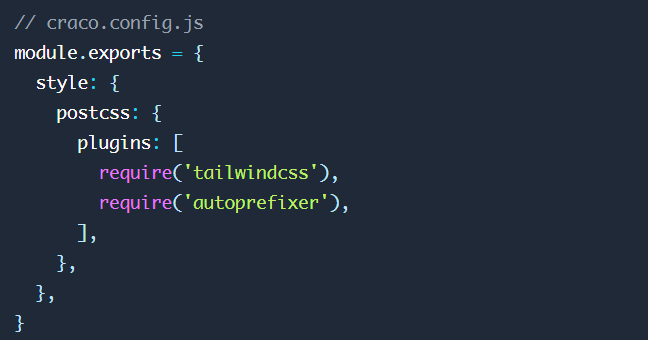 // craco.config.js
module.exports = {
  style: {
    postcss: {
      plugins: [
        require('tailwindcss'),
        require('autoprefixer'),
      ],
    },
  },
}